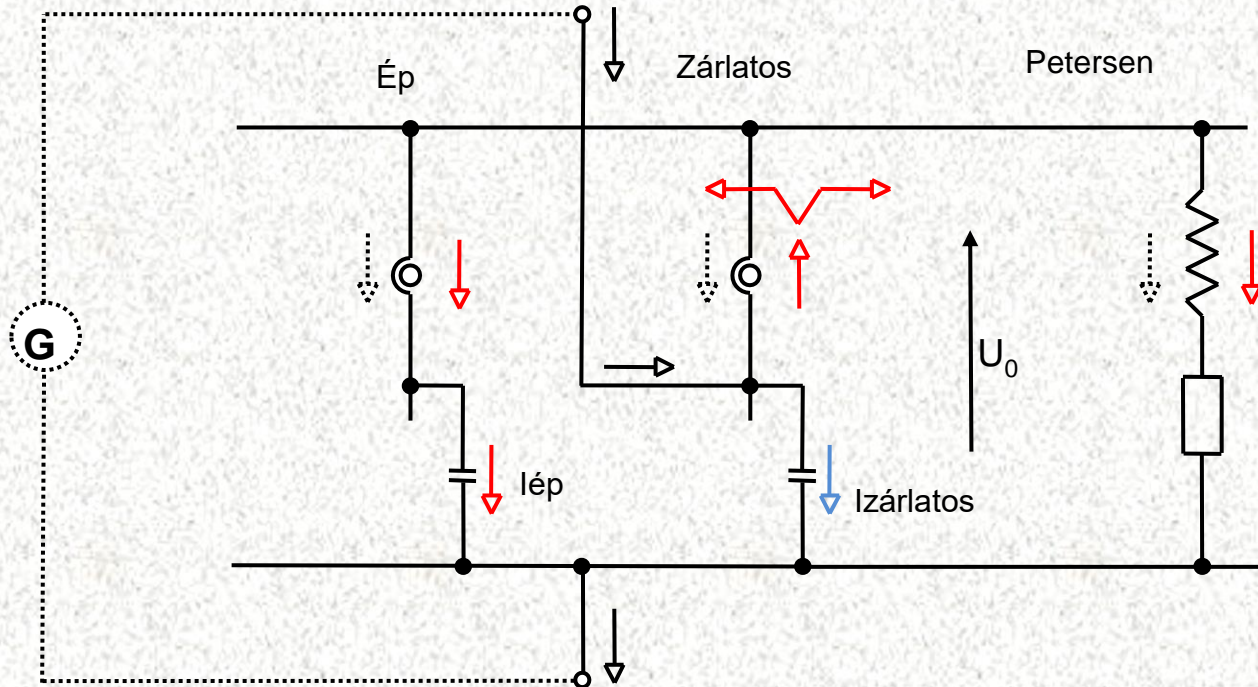 Ép
Zárlatos
Petersen
G
U₀
Iép
Izárlatos